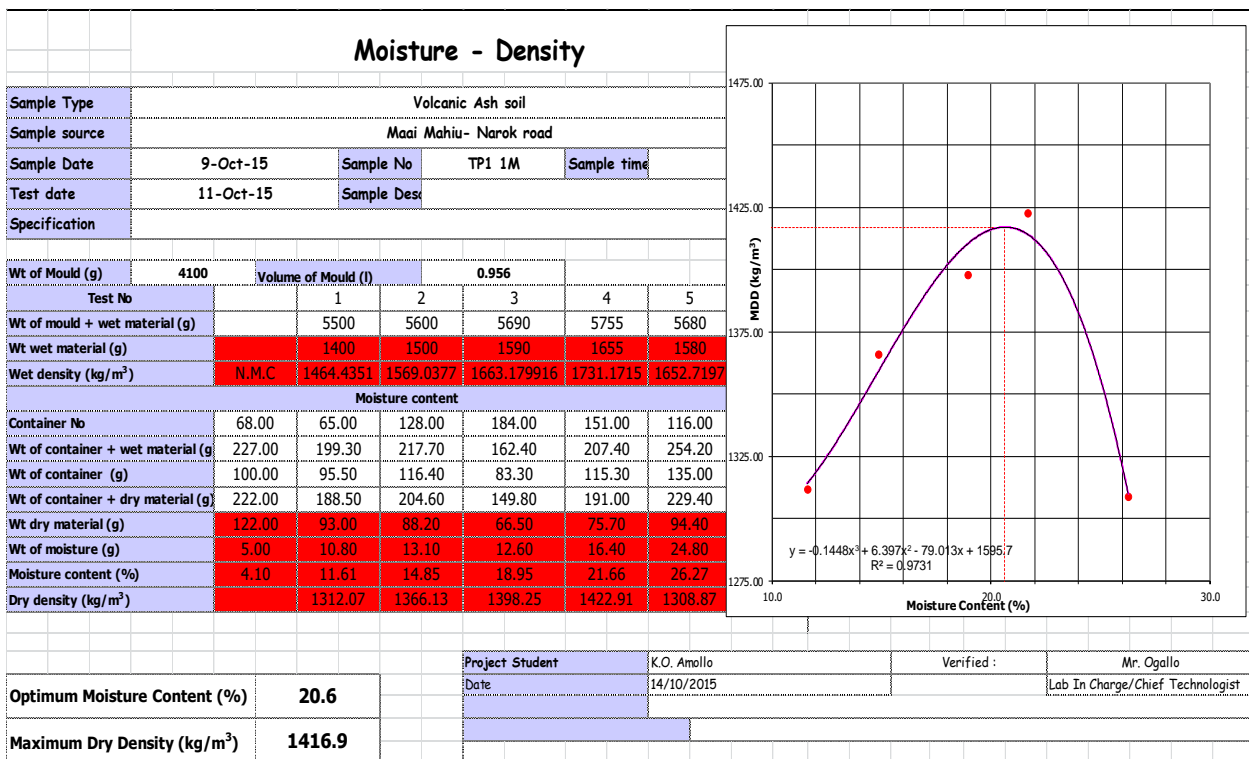 Moisture - Density
Sample Type Volcanic Ash soil
Sample source Maai Mahiu- Narok road
Sample Date 9-Oct-15 Sample No TP1 1M Sample time
Test date 11-Oct-15 Sample Desc
Specification
Wt of Mould (g) 4100 Volume of Mould (l) 0.956
Test No 1 2 3 4 5
Wt of mould + wet material (g) 5500 5600 5690 5755 5680
Wt wet material (g) 1400 1500 1590 1655 1580
Wet density (kg/m³) N.M.C 1464.4351 1569.0377 1663.179916 1731.1715 1652.7197
Moisture content
Container No 68.00 65.00 128.00 184.00 151.00 116.00
Wt of container + wet material (g 227.00 199.30 217.70 162.40 207.40 254.20
Wt of container (g) 100.00 95.50 116.40 83.30 115.30 135.00
Wt of container + dry material (g) 222.00 188.50 204.60 149.80 191.00 229.40
Wt dry material (g) 122.00 93.00 88.20 66.50 75.70 94.40
Wt of moisture (g) 5.00 10.80 13.10 12.60 16.40 24.80
Moisture content (%) 4.10 11.61 14.85 18.95 21.66 26.27
Dry density (kg/m³) 1312.07 1366.13 1398.25 1422.91 1308.87
1475.00
1425.00
1375.00
1325.00
1275.00
MDD (kg/m³)
y = -0.1448x³ + 6.397x² - 79.013x + 1595.7
R² = 0.9731
10.0 20.0 30.0
Moisture Content (%)
Project Student K.O. Amollo Verified : Mr. Ogallo
Date 14/10/2015 Lab In Charge/Chief Technologist
Optimum Moisture Content (%) 20.6
Maximum Dry Density (kg/m³) 1416.9